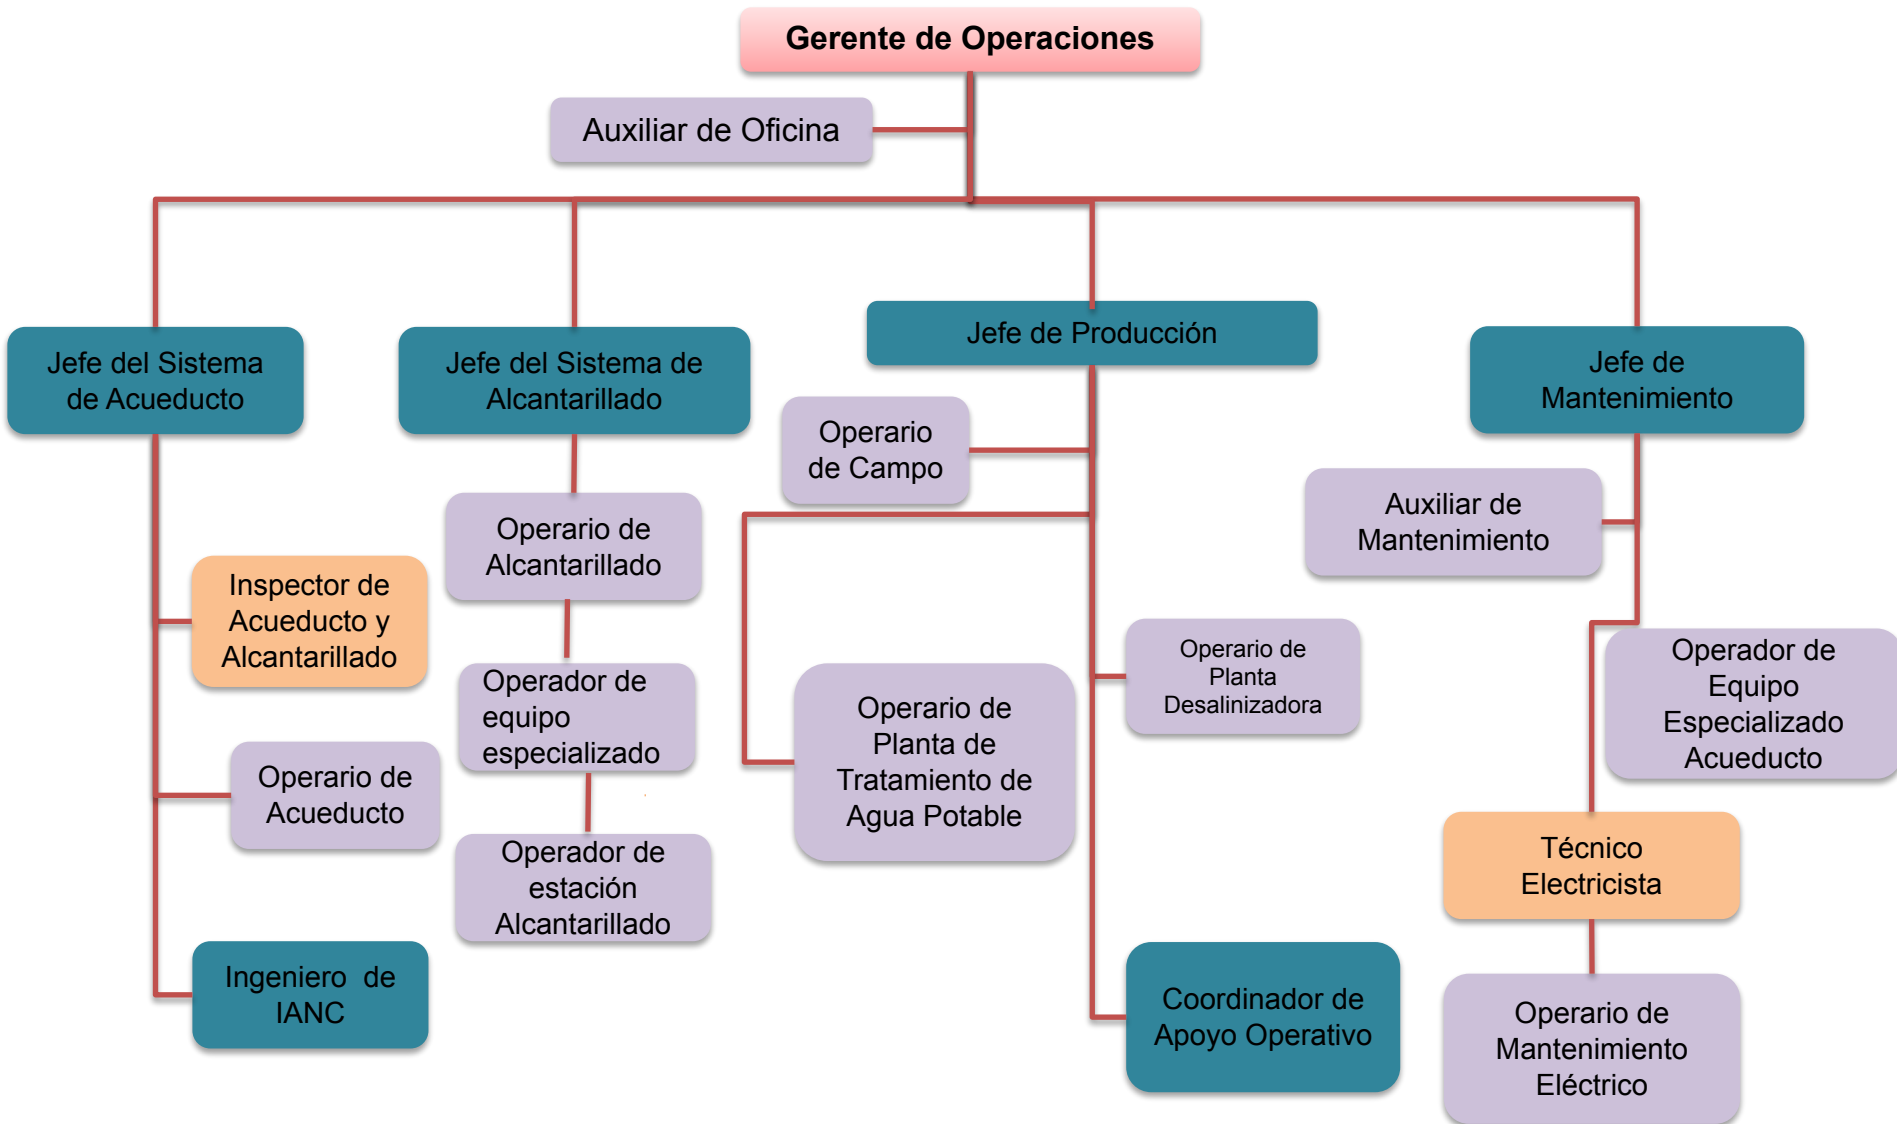 Gerente de Operaciones
Auxiliar de Oficina
Jefe del Sistema
de Acueducto
Jefe del Sistema de
Alcantarillado
Jefe de Producción
Jefe de
Mantenimiento
Inspector de
Acueducto y
Alcantarillado
Operario de
Acueducto
Ingeniero  de
IANC
Operario de
Alcantarillado
Operador de
equipo
especializado
Operador de
estación
Alcantarillado
Operario
de Campo
Operario de
Planta de
Tratamiento de
Agua Potable
Operario de
Planta
Desalinizadora
Coordinador de
Apoyo Operativo
Auxiliar de
Mantenimiento
Operador de
Equipo
Especializado
Acueducto
Técnico
Electricista
Operario de
Mantenimiento
Eléctrico